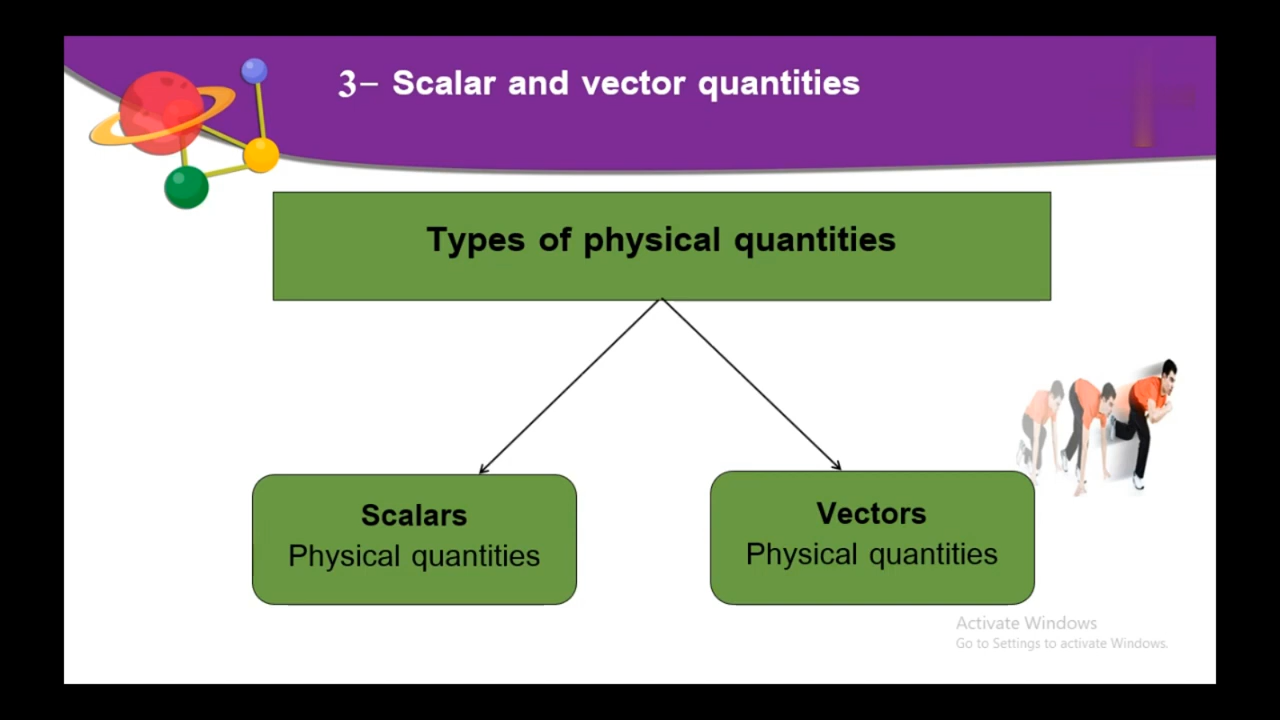 3– Scalar and vector quantities
Types of physical quantities
Scalars
Physical quantities
Vectors
Physical quantities
Activate Windows
Go to Settings to activate Windows.